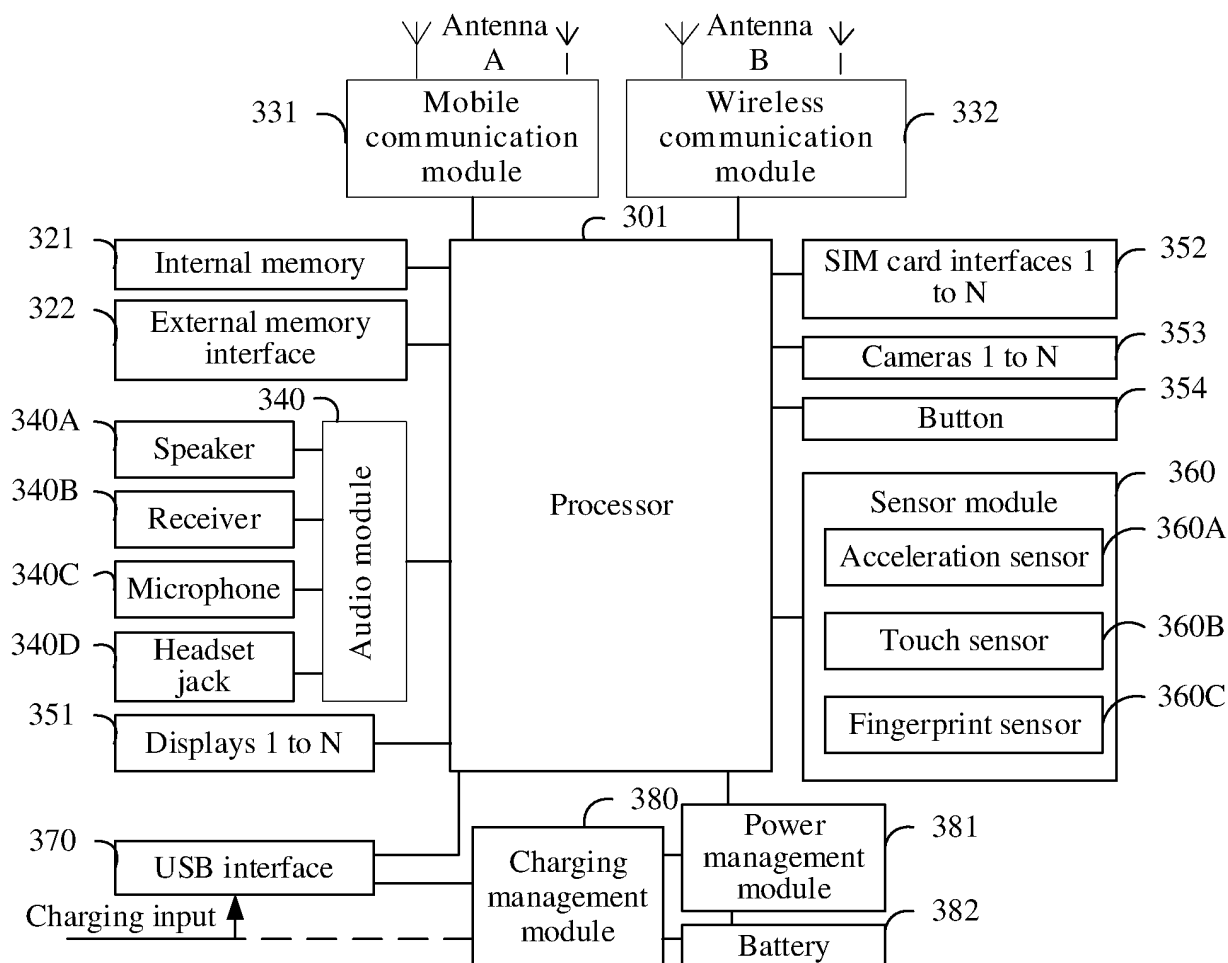 Antenna
A
Antenna
B
331
Mobile
communication
module
Wireless
communication
module
332
301
321
Internal memory
322
External memory
interface
340
340A
Speaker
340B
Receiver
340C
Microphone
340D
Headset
jack
Audio module
351
Displays 1 to N
Processor
SIM card interfaces 1
to N
352
Cameras 1 to N
353
Button
354
360
Sensor module
360A
Acceleration sensor
360B
Touch sensor
360C
Fingerprint sensor
370
USB interface
Charging input
380
Charging
management
module
Power
management
module
381
Battery
382